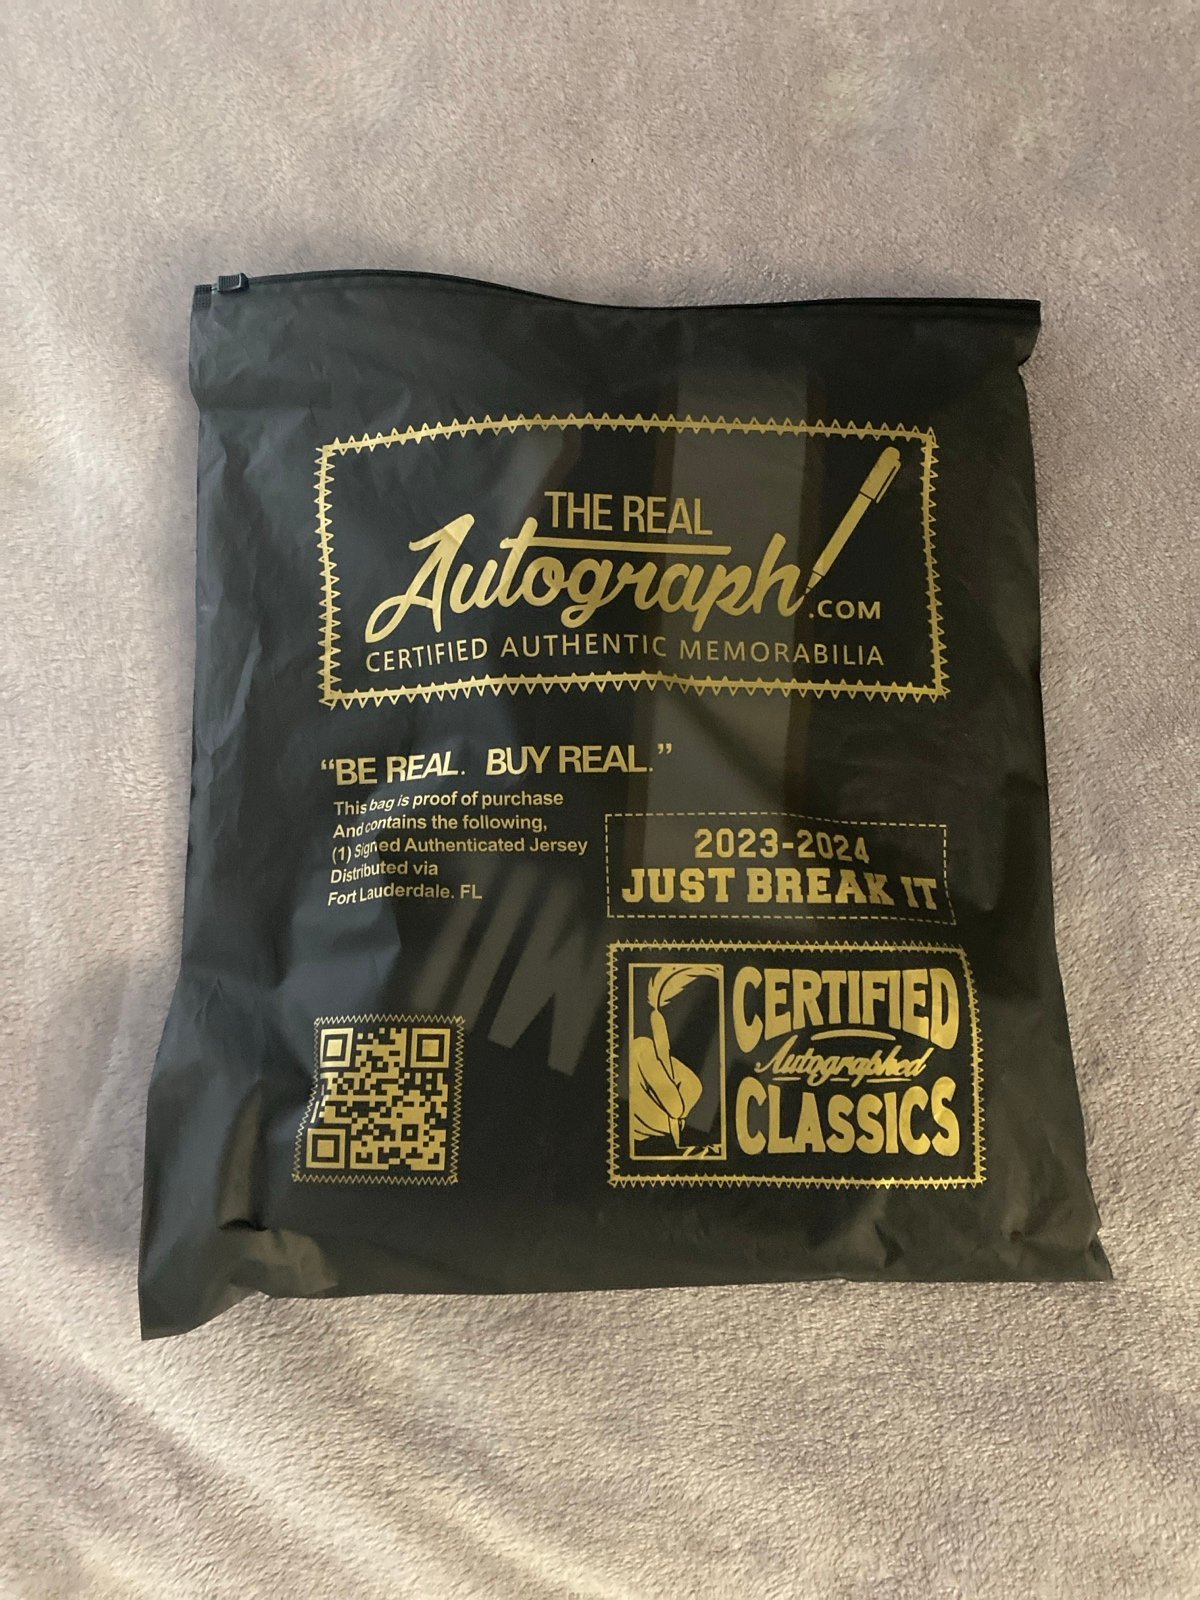 THE REAL
Autograph
.COM
CERTIFIED AUTHENTIC MEMORABILIA
“BE REAL. BUY REAL.”
This bag is proof of purchase
And contains the following,
(1) Signed Authenticated Jersey
Distributed via
Fort Lauderdale. FL
2023-2024
JUST BREAK IT
CERTIFIED
Autographed
CLASSICS